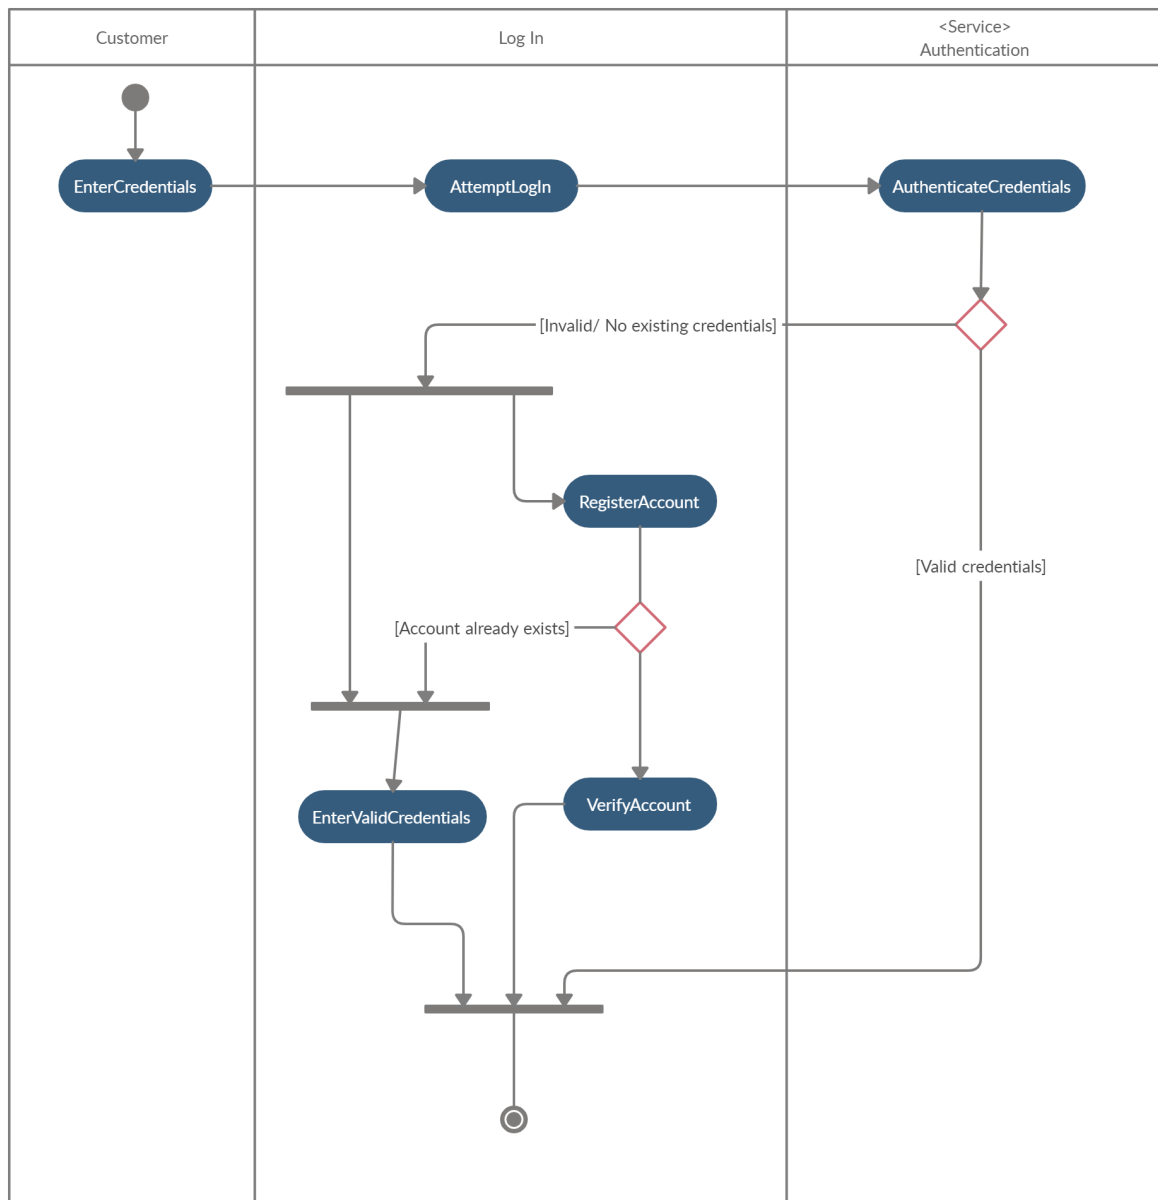 Customer
Log In
<Service>
Authentication
EnterCredentials
AttemptLogIn
AuthenticateCredentials
[Invalid/ No existing credentials]
RegisterAccount
[Valid credentials]
[Account already exists]
EnterValidCredentials
VerifyAccount